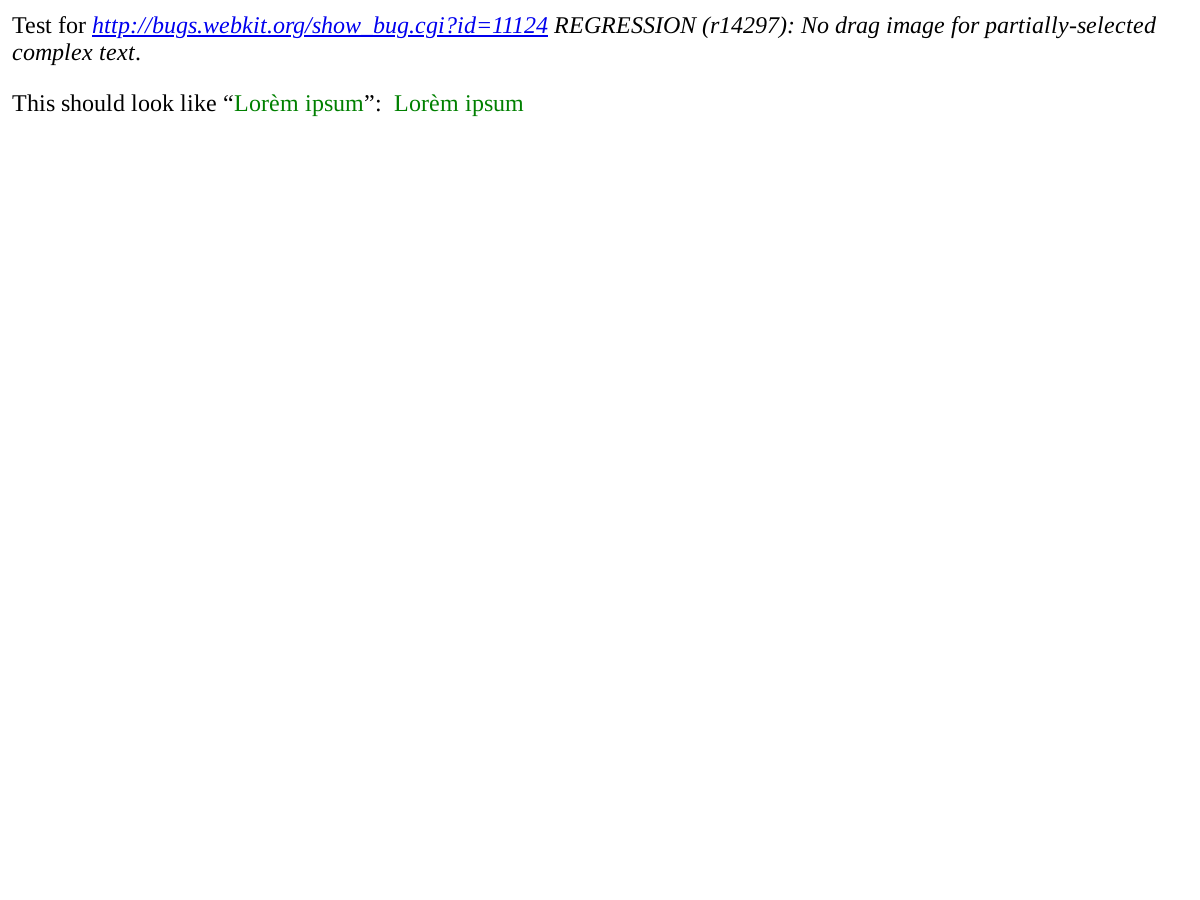 Test for http://bugs.webkit.org/show_bug.cgi?id=11124 REGRESSION (r14297): No drag image for partially-selected
complex text.
This should look like “Lorèm ipsum”: Lorèm ipsum